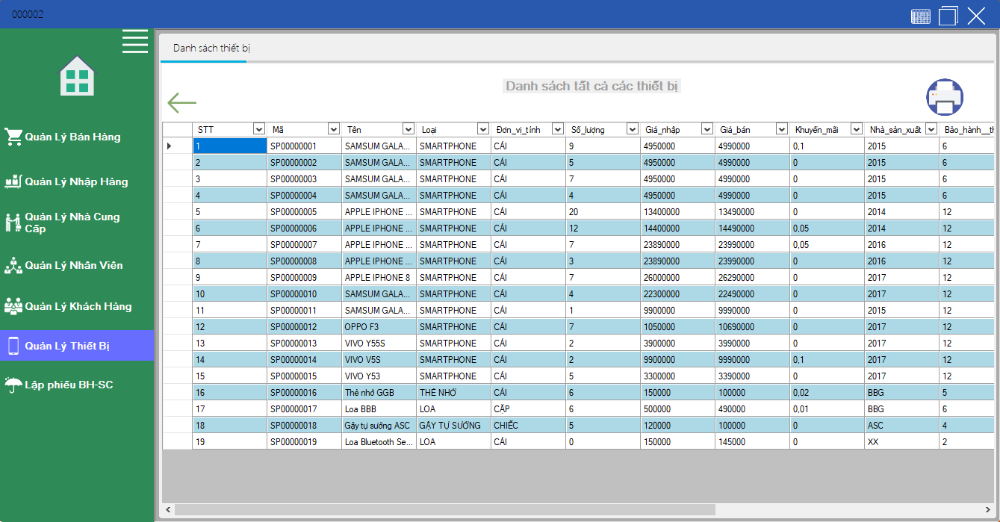 000002
Danh sách thiết bị
Danh sách tất cả các thiết bị
Quản Lý Bán Hàng
Quản Lý Nhập Hàng
Quản Lý Nhà Cung
Cấp
Quản Lý Nhân Viên
Quản Lý Khách Hàng
Quản Lý Thiết Bị
Lập phiếu BH-SC
STT Mã Tên Loại Đơn_vị_tính Số_lượng Giá_nhập Giá_bán Khuyến_mãi Nhà_sản_xuất Bảo_hành__th
1 SP00000001 SAMSUM GALA... SMARTPHONE CÁI 9 4950000 4990000 0,1 2015 6
2 SP00000002 SAMSUM GALA... SMARTPHONE CÁI 5 4950000 4990000 0 2015 6
3 SP00000003 SAMSUM GALA... SMARTPHONE CÁI 7 4950000 4990000 0 2015 6
4 SP00000004 SAMSUM GALA... SMARTPHONE CÁI 4 4950000 4990000 0 2015 6
5 SP00000005 APPLE IPHONE ... SMARTPHONE CÁI 20 13400000 13490000 0 2014 12
6 SP00000006 APPLE IPHONE ... SMARTPHONE CÁI 12 14400000 14490000 0,05 2014 12
7 SP00000007 APPLE IPHONE ... SMARTPHONE CÁI 7 23890000 23990000 0,05 2016 12
8 SP00000008 APPLE IPHONE ... SMARTPHONE CÁI 3 23890000 23990000 0 2016 12
9 SP00000009 APPLE IPHONE 8 SMARTPHONE CÁI 7 26000000 26290000 0 2017 12
10 SP00000010 SAMSUM GALA... SMARTPHONE CÁI 4 22300000 22490000 0 2017 12
11 SP00000011 SAMSUM GALA... SMARTPHONE CÁI 1 9900000 9990000 0 2015 12
12 SP00000012 OPPO F3 SMARTPHONE CÁI 7 1050000 10690000 0 2017 12
13 SP00000013 VIVO Y55S SMARTPHONE CÁI 2 3900000 3990000 0 2017 12
14 SP00000014 VIVO V5S SMARTPHONE CÁI 2 9900000 9990000 0,1 2017 12
15 SP00000015 VIVO Y53 SMARTPHONE CÁI 5 3300000 3390000 0 2017 12
16 SP00000016 Thẻ nhớ GGB THẺ NHỚ CÁI 6 150000 100000 0,02 BBG 5
17 SP00000017 Loa BBB LOA CẶP 6 500000 490000 0,01 BBG 6
18 SP00000018 Gậy tự sướng ASC GẬY TỰ SƯỚNG CHIẾC 5 120000 100000 0 ASC 4
19 SP00000019 Loa Bluetooth Se... LOA CÁI 0 150000 145000 0 XX 2